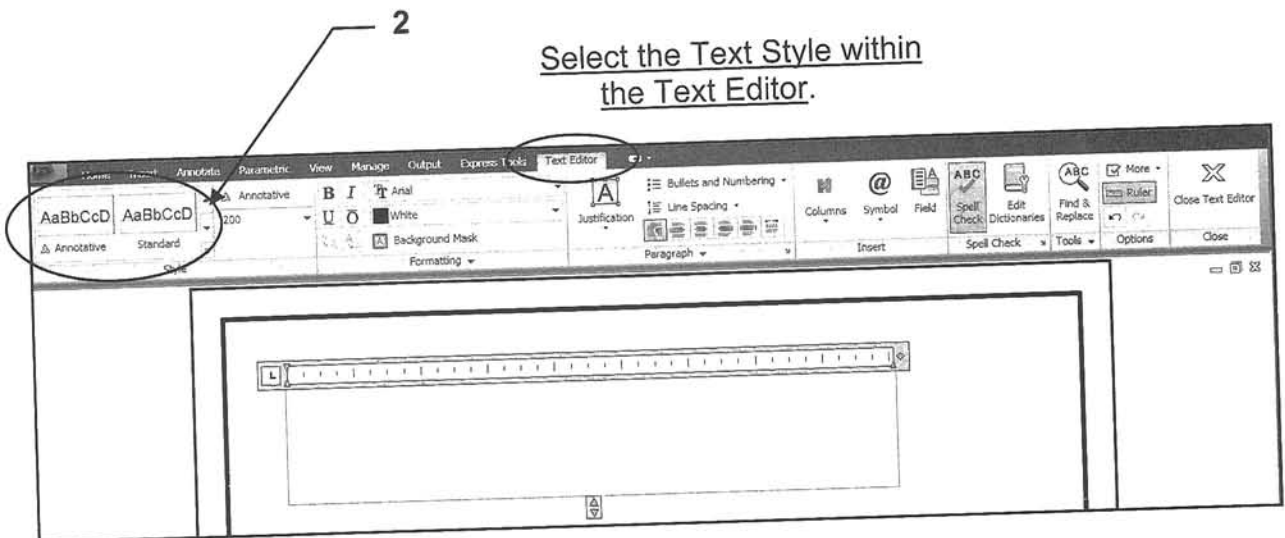 2
Select the Text Style within
the Text Editor.
Home Insert Annotate Parametric View Manage Output Express Tools Text Editor
AaBbCcD AaBbCcD
Annotative Standard
Style
Annotative
200
B I Arial
U O White
Background Mask
Formatting
A
Justification
Bullets and Numbering
Line Spacing
Paragraph
Columns
@
Symbol
Field
Insert
ABC
Spell
Check
Edit
Dictionaries
Spell Check
ABC
Find &
Replace
Tools
More
Ruler
Options
Close Text Editor
Close
L